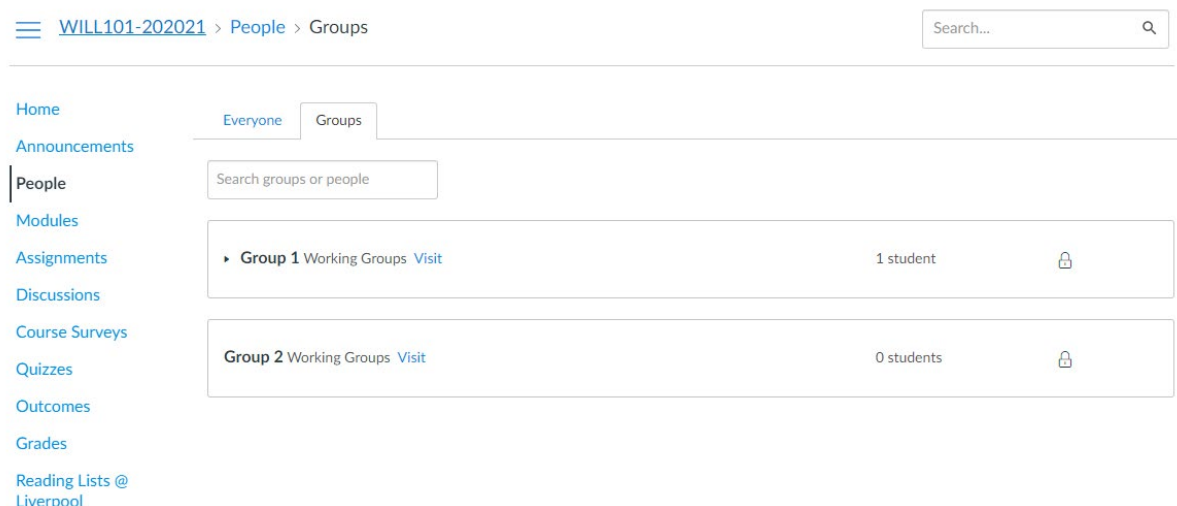 WILL101-202021 > People > Groups
Search...
Home
Announcements
People
Modules
Assignments
Discussions
Course Surveys
Quizzes
Outcomes
Grades
Reading Lists @
Liverpool
Everyone
Groups
Search groups or people
Group 1 Working Groups Visit 1 student
Group 2 Working Groups Visit 0 students